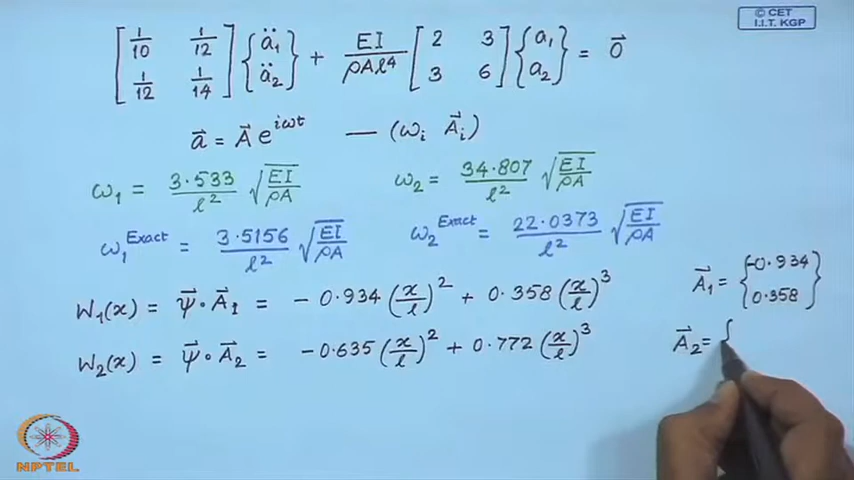 © CET
I.I.T. KGP
[1/10 1/12; 1/12 1/14] {ä₁; ä₂} + EI/ρAl⁴ [2 3; 3 6] {a₁; a₂} = 0⃗
a⃗ = A⃗ e^{iωt} — (ωᵢ A⃗ᵢ)
ω₁ = 3.533/l² √(EI/ρA) ω₂ = 34.807/l² √(EI/ρA)
ω₁^Exact = 3.5156/l² √(EI/ρA) ω₂^Exact = 22.0373/l² √(EI/ρA)
W₁(x) = ψ⃗ · A⃗₁ = - 0.934 (x/l)² + 0.358 (x/l)³ A⃗₁ = {-0.934; 0.358}
W₂(x) = ψ⃗ · A⃗₂ = -0.635 (x/l)² + 0.772 (x/l)³ A⃗₂ = {
NPTEL